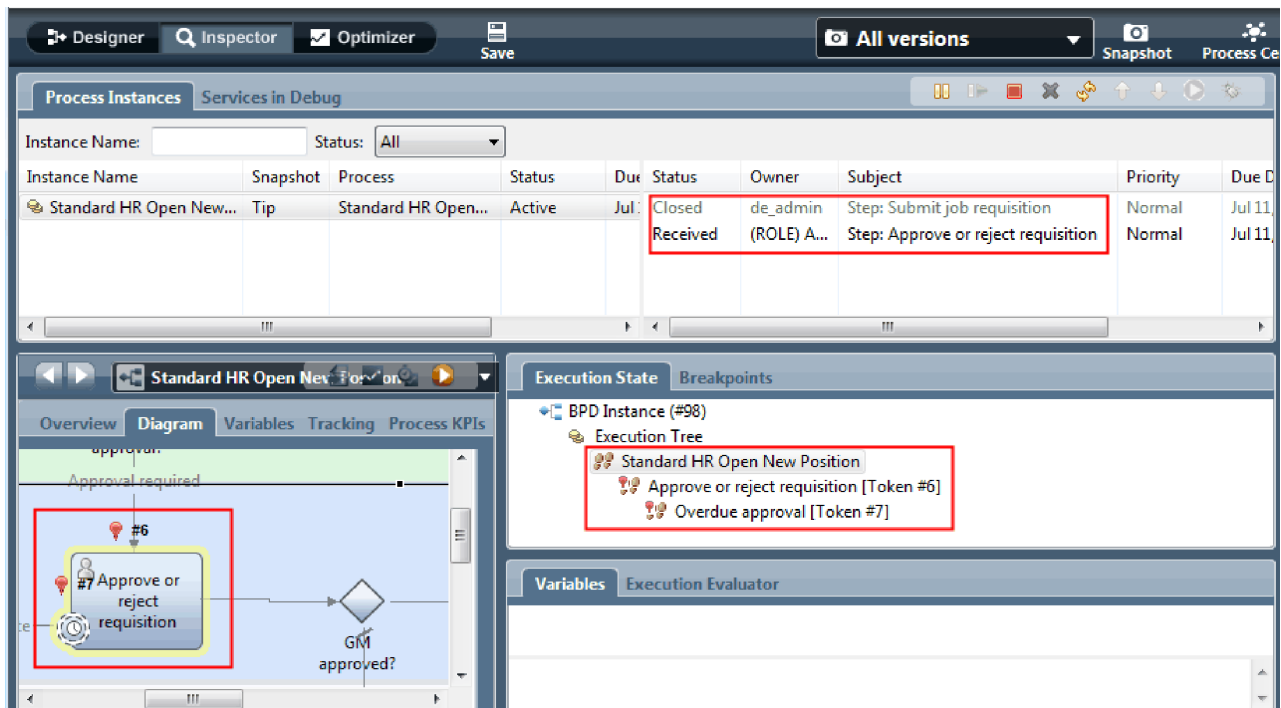 Designer Inspector Optimizer Save All versions Snapshot Process Ce
Process Instances Services in Debug
Instance Name: Status: All
Instance Name Snapshot Process Status Due Status Owner Subject Priority Due D
Standard HR Open New... Tip Standard HR Open... Active Jul Closed de_admin Step: Submit job requisition Normal Jul 11,
Received (ROLE) A... Step: Approve or reject requisition Normal Jul 11,
Standard HR Open New Position
Overview Diagram Variables Tracking Process KPIs
approval?
Approval required
#6
#7 Approve or
reject
requisition
te
GM
approved?
Execution State Breakpoints
BPD Instance (#98)
Execution Tree
Standard HR Open New Position
Approve or reject requisition [Token #6]
Overdue approval [Token #7]
Variables Execution Evaluator